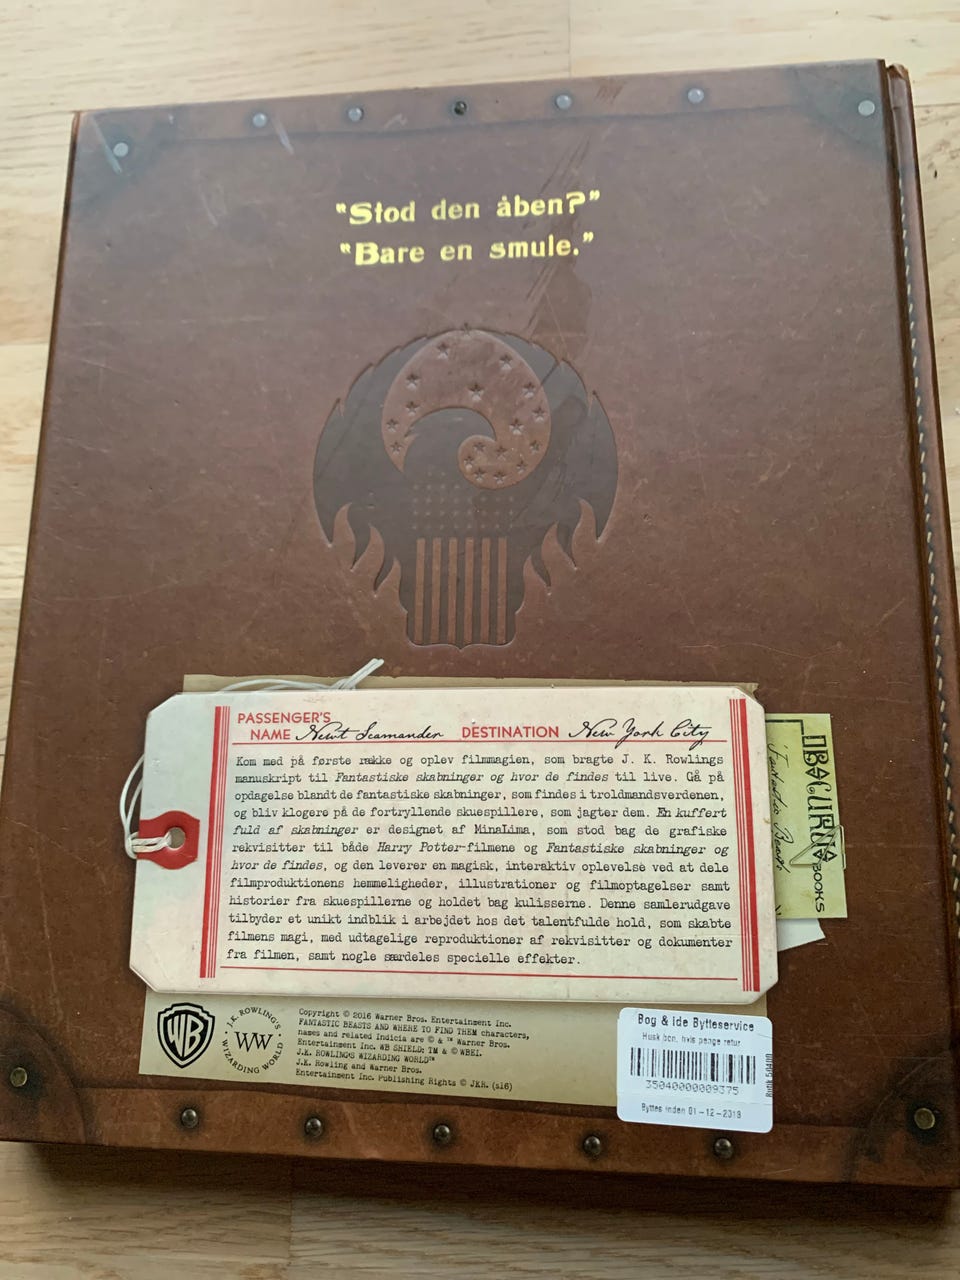 "Stod den åben?"
"Bare en smule."
PASSENGER'S
NAME Newt Scamander DESTINATION New York City
Kom med på første række og oplev filmmagien, som bragte J. K. Rowlings
manuskript til Fantastiske skabninger og hvor de findes til live. Gå på
opdagelse blandt de fantastiske skabninger, som findes i troldmandsverdenen,
og bliv klogere på de fortryllende skuespillere, som jagter dem. En kuffert
fuld af skabninger er designet af MinaLima, som stod bag de grafiske
rekvisitter til både Harry Potter-filmene og Fantastiske skabninger og
hvor de findes, og den leverer en magisk, interaktiv oplevelse ved at dele
filmproduktionens hemmeligheder, illustrationer og filmoptagelser samt
historier fra skuespillerne og holdet bag kulisserne. Denne samlerudgave
tilbyder et unikt indblik i arbejdet hos det talentfulde hold, som skabte
filmens magi, med udtagelige reproduktioner af rekvisitter og dokumenter
fra filmen, samt nogle særdeles specielle effekter.
OBSCURUS
BOOKS
WB
J.K. ROWLING'S
WW
WIZARDING WORLD
Copyright © 2016 Warner Bros. Entertainment Inc.
FANTASTIC BEASTS AND WHERE TO FIND THEM characters,
names and related indicia are © & ™ Warner Bros.
Entertainment Inc. WB SHIELD: TM & © WBEI.
J.K. ROWLING'S WIZARDING WORLD™
J.K. Rowling and Warner Bros.
Entertainment Inc. Publishing Rights © JKR. (s16)
Bog & ide Bytteservice
Husk bon, hvis penge retur
35040000009375
Byttes inden 01-12-2018